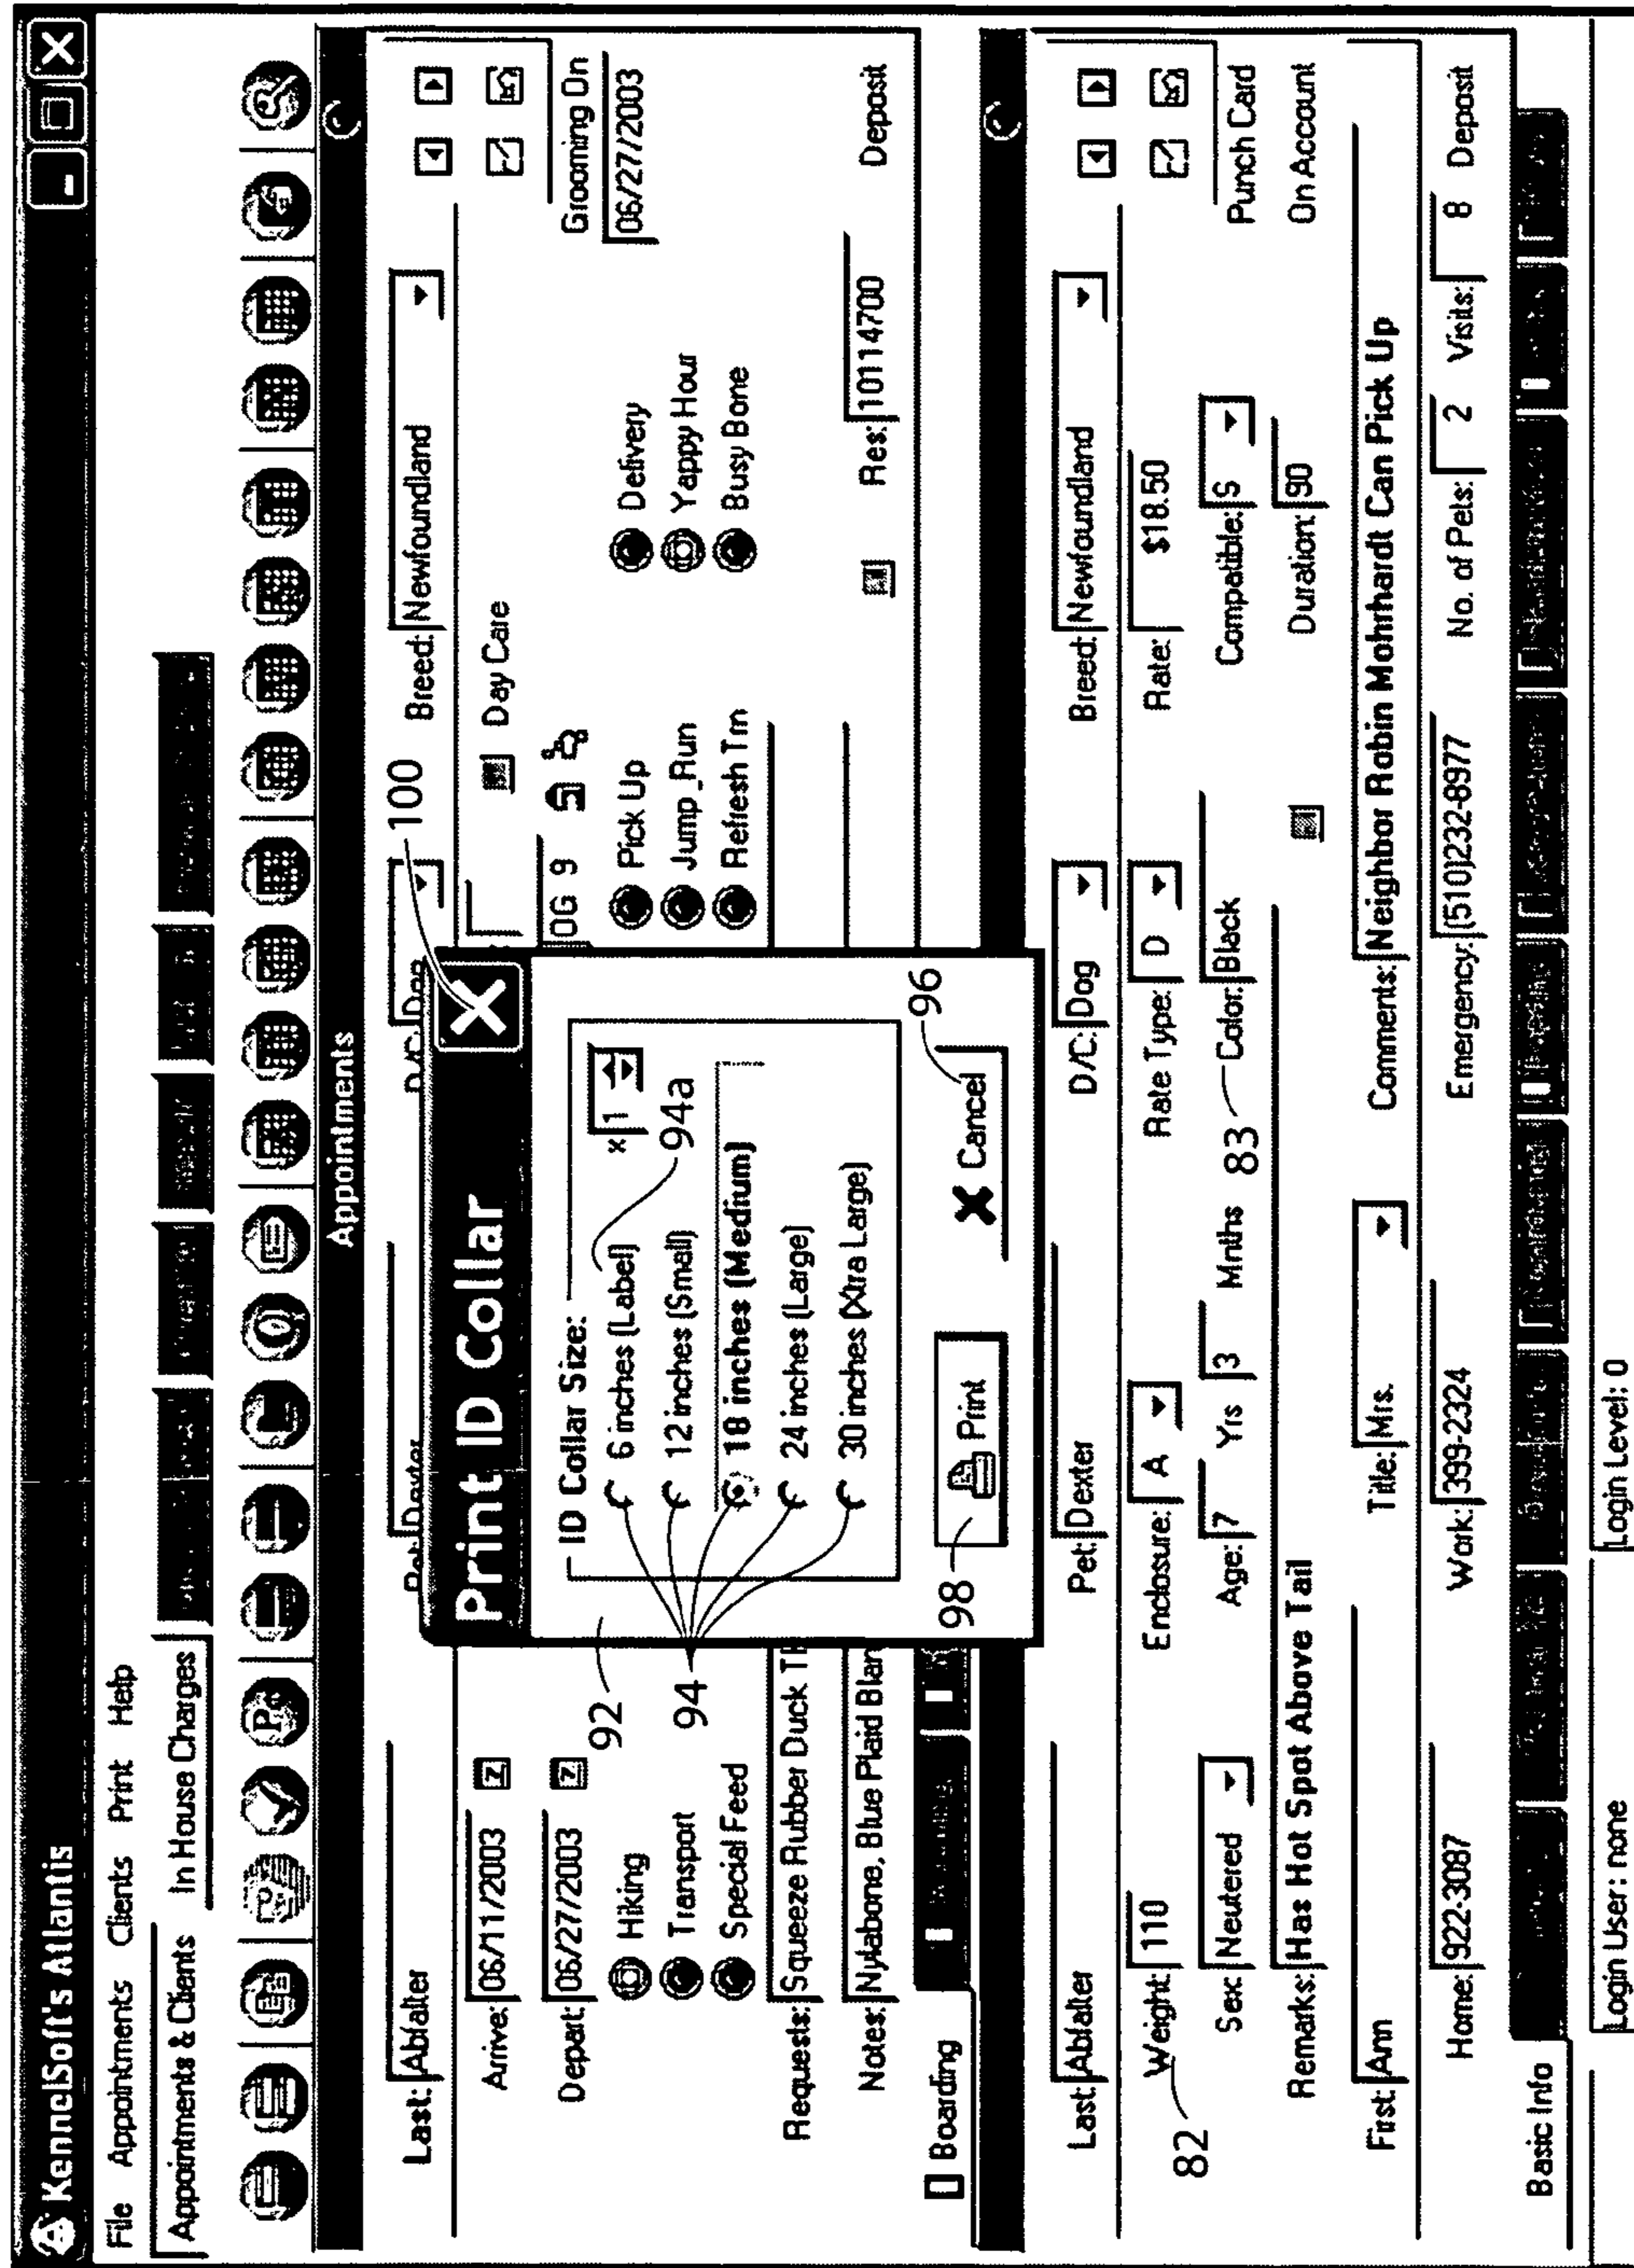 KennelSoft's Atlantis
File Appointments Clients Print Help
Appointments & Clients In House Charges
Appointments
Last: Abfalter Pet: Dexter D/C: Dog 100 Breed: Newfoundland
Arrive: 06/11/2003 Day Care Grooming On
Depart: 06/27/2003 OG 9 06/27/2003
Hiking Pick Up Delivery
Transport Jump_Run Yappy Hour
Special Feed Refresh Trn Busy Bone
Requests: Squeeze Rubber Duck
Notes: Nylabone, Blue Plaid Res: 10114700 Deposit
Boarding
Print ID Collar
92
ID Collar Size:
× 1
6 inches (Label)
94a
94
12 inches (Small)
18 inches (Medium)
24 inches (Large)
30 inches (Xtra Large)
98 Print Cancel 96
Last: Abfalter Pet: Dexter D/C: Dog Breed: Newfoundland
82 Weight: 110 Enclosure: A Rate Type: D Rate: $18.50
Sex: Neutered Age: 7 Yrs 3 Mnths 83 Color: Black Compatible: S Punch Card
Remarks: Has Hot Spot Above Tail Duration: 90 On Account
First: Ann Title: Mrs. Comments: Neighbor Robin Mohrhardt Can Pick Up
Home: 922-3087 Work: 399-2324 Emergency: (510)232-8977 No. of Pets: 2 Visits: 8 Deposit
Basic Info
Login User: none Login Level: 0